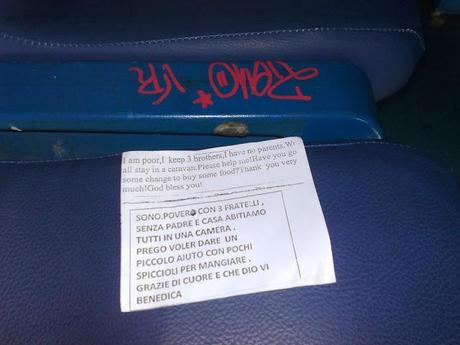 I am poor,I keep 3 brothers,I have no parents.We
all stay in a caravan.Please help me!Have you go
some change to buy some food?Thank you very
much!God bless you!
SONO.POVERO CON 3 FRATELLI ,
SENZA PADRE E CASA ABITIAMO
TUTTI IN UNA CAMERA .
PREGO VOLER DARE UN
PICCOLO AIUTO CON POCHI
SPICCIOLI PER MANGIARE .
GRAZIE DI CUORE E CHE DIO VI
BENEDICA